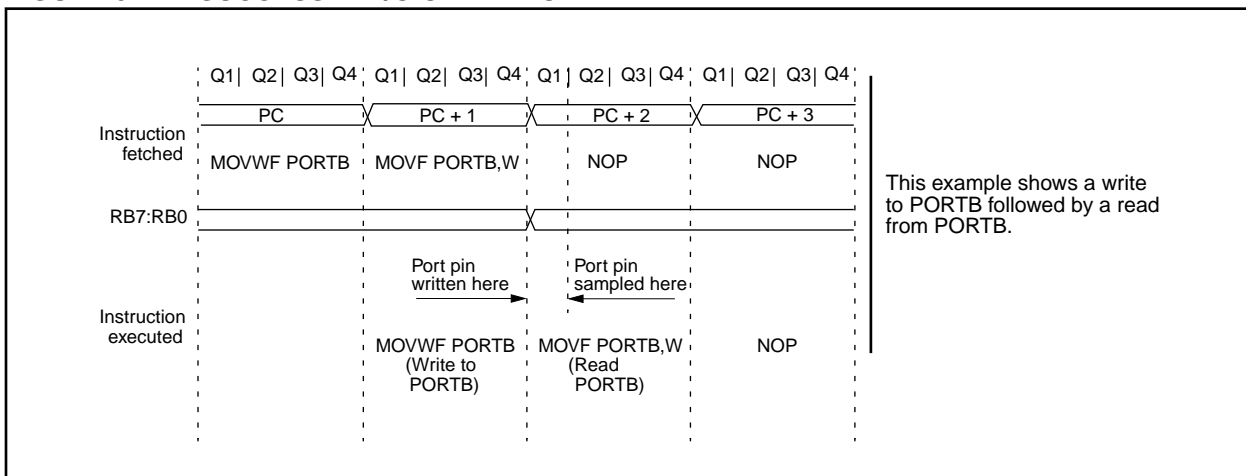 Q1| Q2| Q3| Q4 Q1| Q2| Q3| Q4 Q1| Q2| Q3| Q4 Q1| Q2| Q3| Q4
PC PC + 1 PC + 2 PC + 3
Instruction
fetched
MOVWF PORTB MOVF PORTB,W NOP NOP
This example shows a write
to PORTB followed by a read
from PORTB.
RB7:RB0
Port pin
written here
Port pin
sampled here
Instruction
executed
MOVWF PORTB
(Write to
PORTB)
MOVF PORTB,W
(Read
PORTB)
NOP